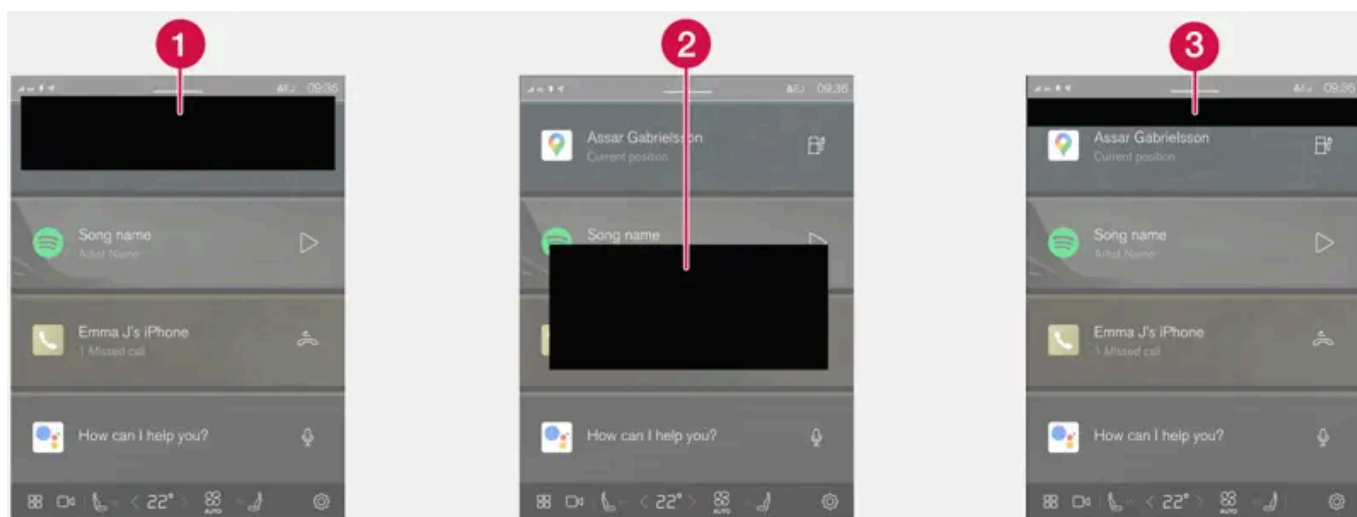 1
2
3
09:36
Song name
Artist Name
Emma J's iPhone
1 Missed call
How can I help you?
22°
AUTO
09:36
Assar Gabrielsson
Current position
Song name
How can I help you?
22°
AUTO
09:36
Assar Gabrielsson
Current position
Song name
Artist Name
Emma J's iPhone
1 Missed call
How can I help you?
22°
AUTO